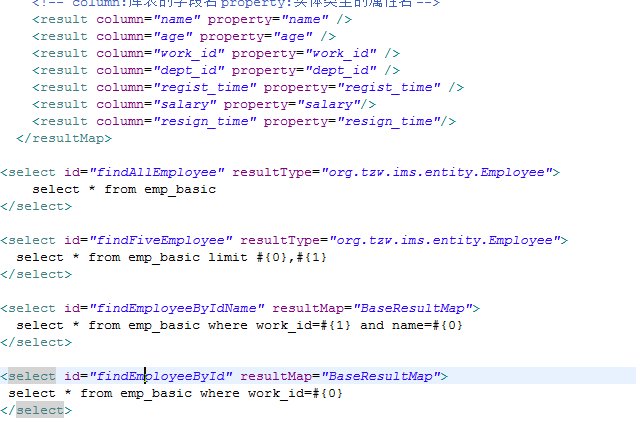 <!-- column:库表的字段名 property:实体类里的属性名 -->
<result column="name" property="name" />
<result column="age" property="age" />
<result column="work_id" property="work_id" />
<result column="dept_id" property="dept_id" />
<result column="regist_time" property="regist_time" />
<result column="salary" property="salary"/>
<result column="resign_time" property="resign_time"/>
</resultMap>
<select id="findAllEmployee" resultType="org.tzw.ims.entity.Employee">
select * from emp_basic
</select>
<select id="findFiveEmployee" resultType="org.tzw.ims.entity.Employee">
select * from emp_basic limit #{0},#{1}
</select>
<select id="findEmployeeByIdName" resultMap="BaseResultMap">
select * from emp_basic where work_id=#{1} and name=#{0}
</select>
<select id="findEmployeeById" resultMap="BaseResultMap">
select * from emp_basic where work_id=#{0}
</select>